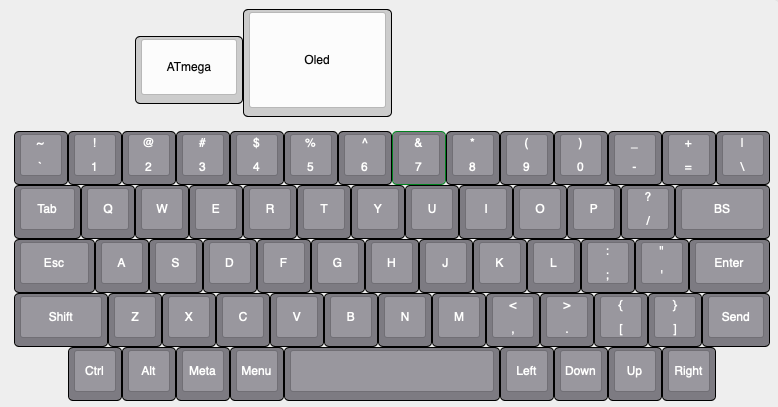 ATmega
Oled
~ ! @ # $ % ^ & * ( ) _ + |
` 1 2 3 4 5 6 7 8 9 0 - = \
Tab Q W E R T Y U I O P ? / BS
Esc A S D F G H J K L : ; " ' Enter
Shift Z X C V B N M < , > . { [ } ] Send
Ctrl Alt Meta Menu Left Down Up Right